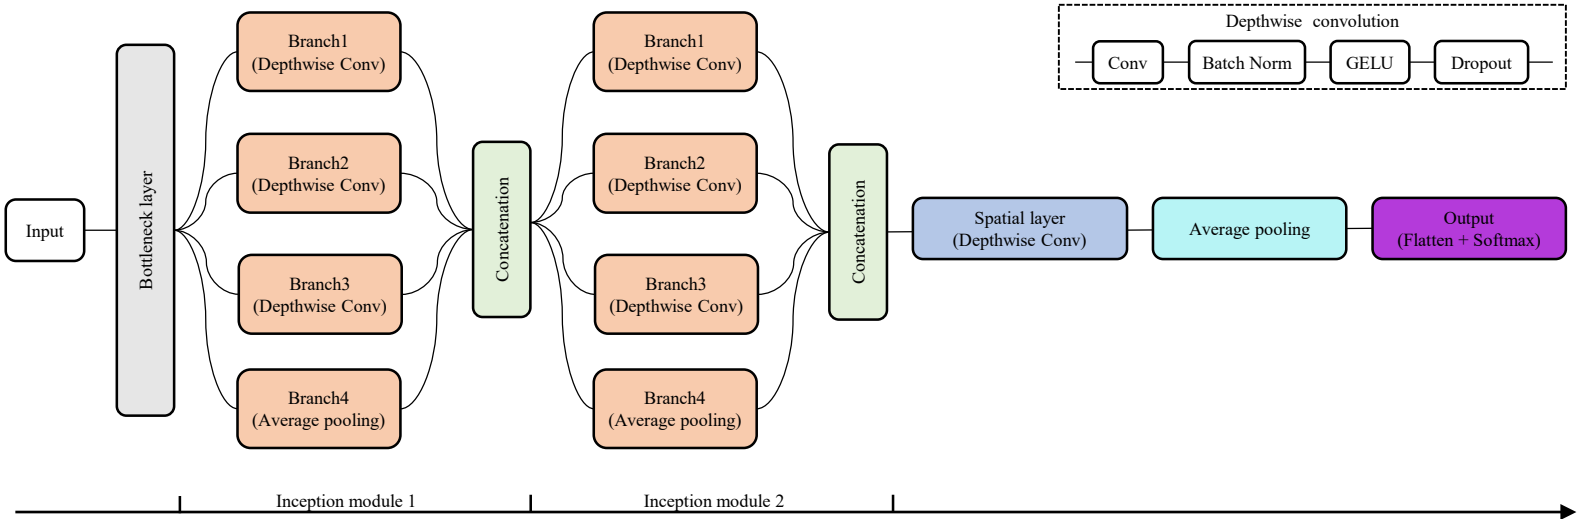 Input
Bottleneck layer
Branch1
(Depthwise Conv)
Branch2
(Depthwise Conv)
Branch3
(Depthwise Conv)
Branch4
(Average pooling)
Concatenation
Branch1
(Depthwise Conv)
Branch2
(Depthwise Conv)
Branch3
(Depthwise Conv)
Branch4
(Average pooling)
Concatenation
Depthwise convolution
Conv
Batch Norm
GELU
Dropout
Spatial layer
(Depthwise Conv)
Average pooling
Output
(Flatten + Softmax)
Inception module 1
Inception module 2